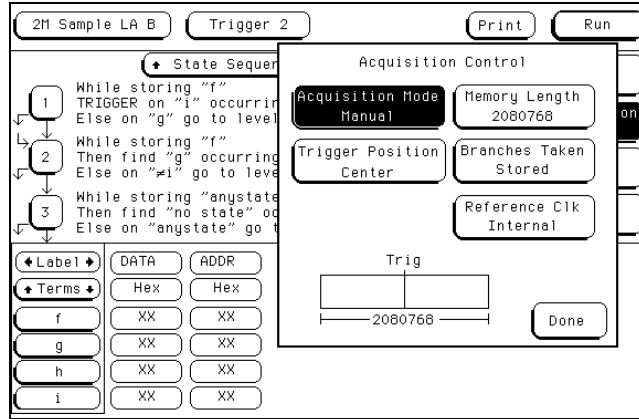 2M Sample LA B Trigger 2 Print Run
State Sequen
While storing "f"
1 TRIGGER on "i" occurrin
Else on "g" go to level
While storing "f"
2 Then find "g" occurring
Else on "≠i" go to leve
While storing "anystate
3 Then find "no state" oc
Else on "anystate" go t
Acquisition Control
Acquisition Mode
Manual
Memory Length
2080768
on
Trigger Position
Center
Branches Taken
Stored
Reference Clk
Internal
Trig
2080768
Done
Label DATA ADDR
Terms Hex Hex
f XX XX
g XX XX
h XX XX
i XX XX